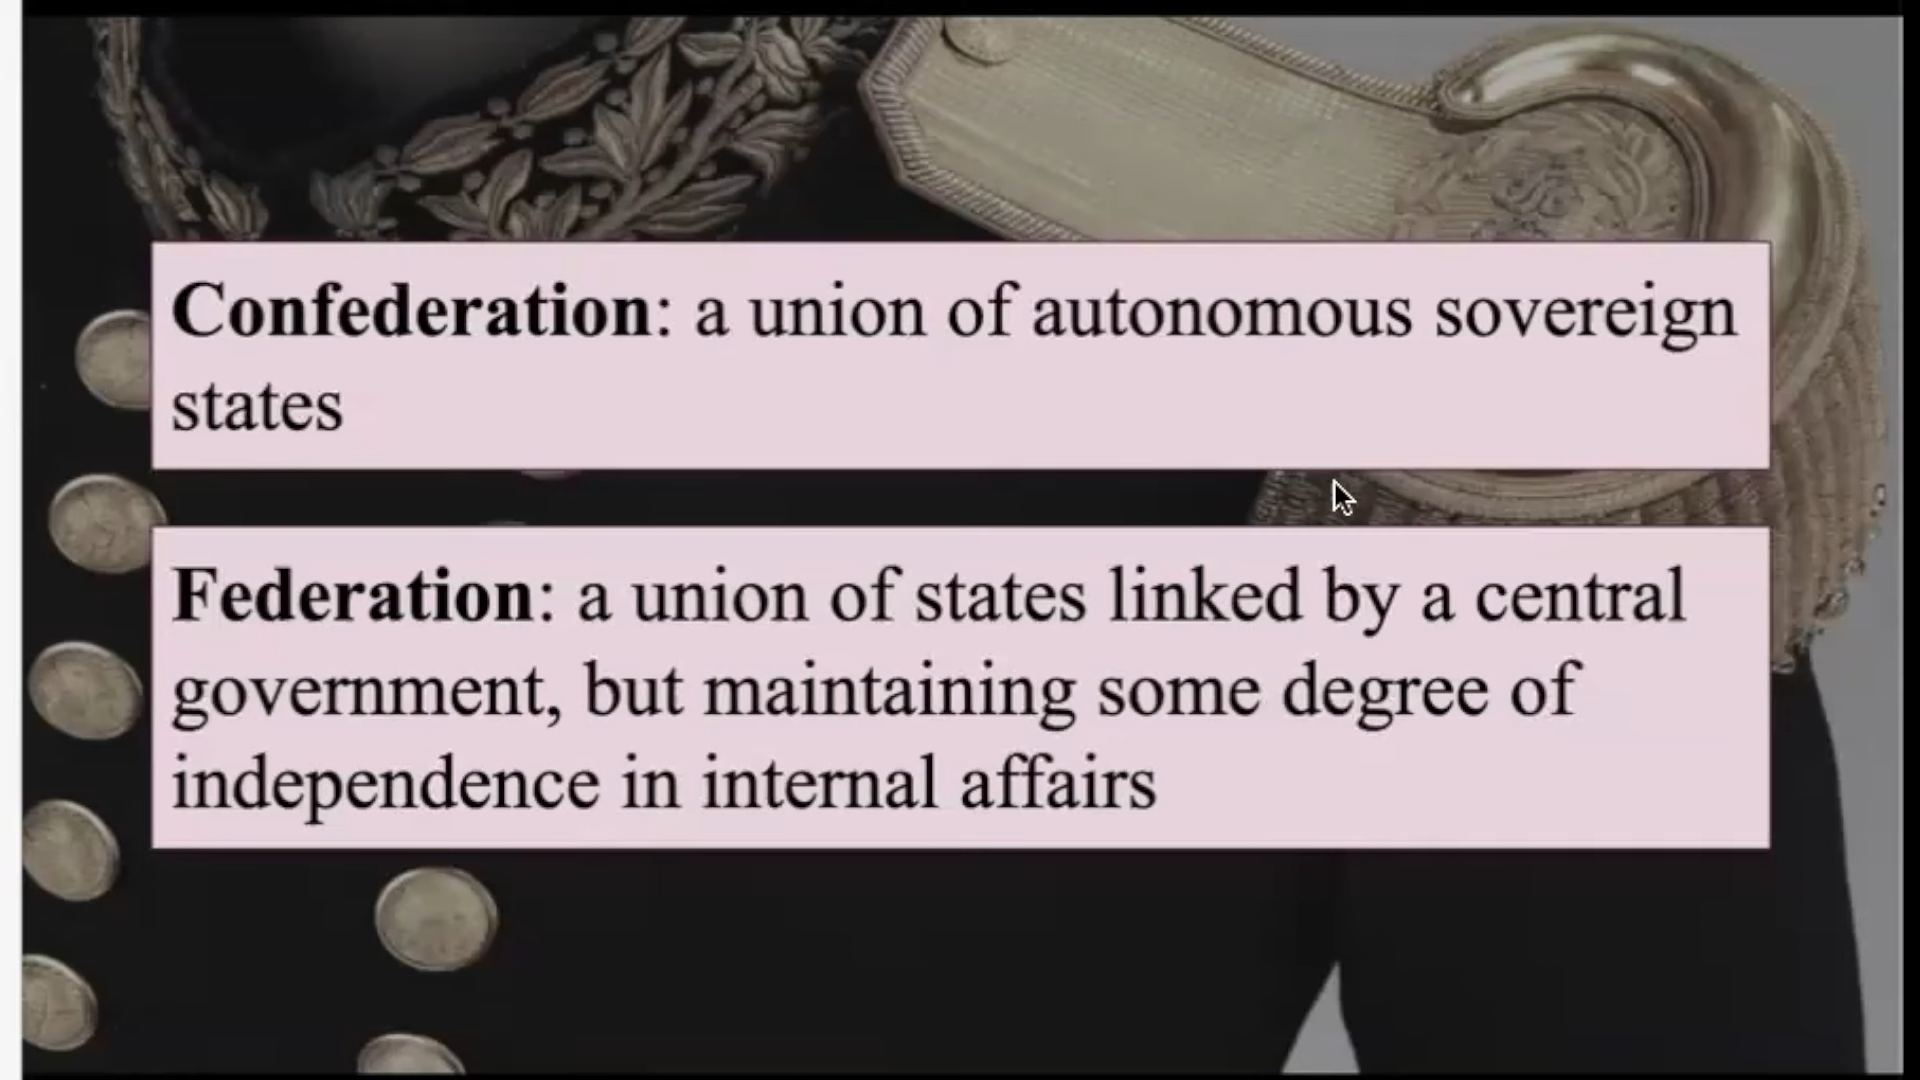 Confederation: a union of autonomous sovereign
states
Federation: a union of states linked by a central
government, but maintaining some degree of
independence in internal affairs